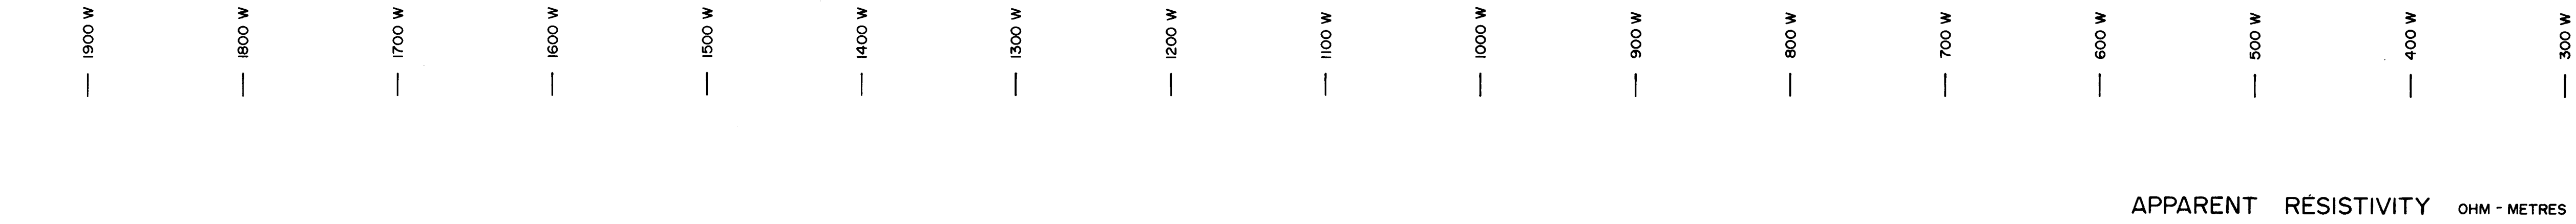 1900 W
1800 W
1700 W
1600 W
1500 W
1400 W
1300 W
1200 W
1100 W
1000 W
900 W
800 W
700 W
600 W
500 W
400 W
300 W
APPARENT RÉSISTIVITY OHM - METRES